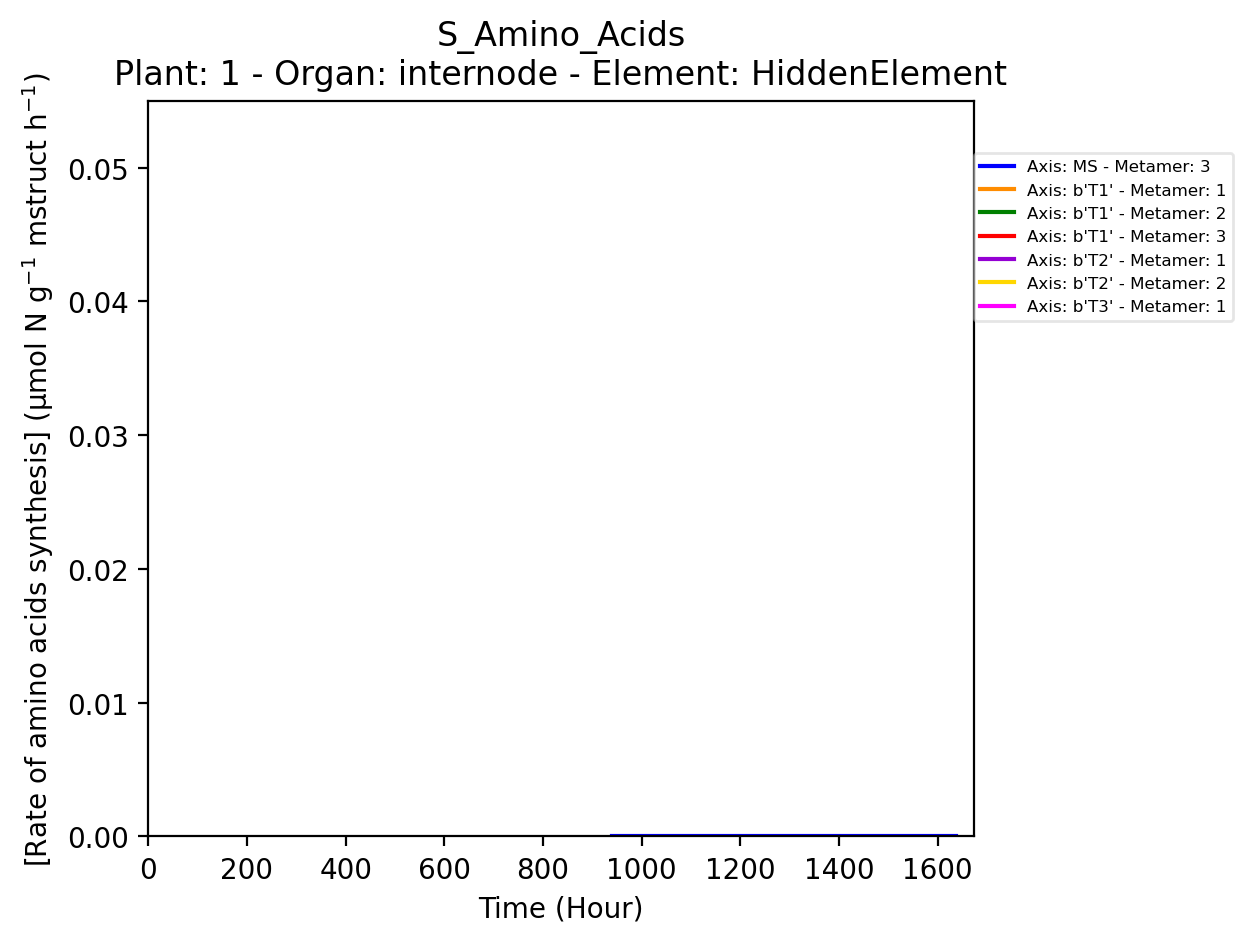 S_Amino_Acids
Plant: 1 - Organ: internode - Element: HiddenElement
[Rate of amino acids synthesis] (µmol N g⁻¹ mstruct h⁻¹)
0.05
0.04
0.03
0.02
0.01
0.00
0 200 400 600 800 1000 1200 1400 1600
Time (Hour)
Axis: MS - Metamer: 3
Axis: b'T1' - Metamer: 1
Axis: b'T1' - Metamer: 2
Axis: b'T1' - Metamer: 3
Axis: b'T2' - Metamer: 1
Axis: b'T2' - Metamer: 2
Axis: b'T3' - Metamer: 1